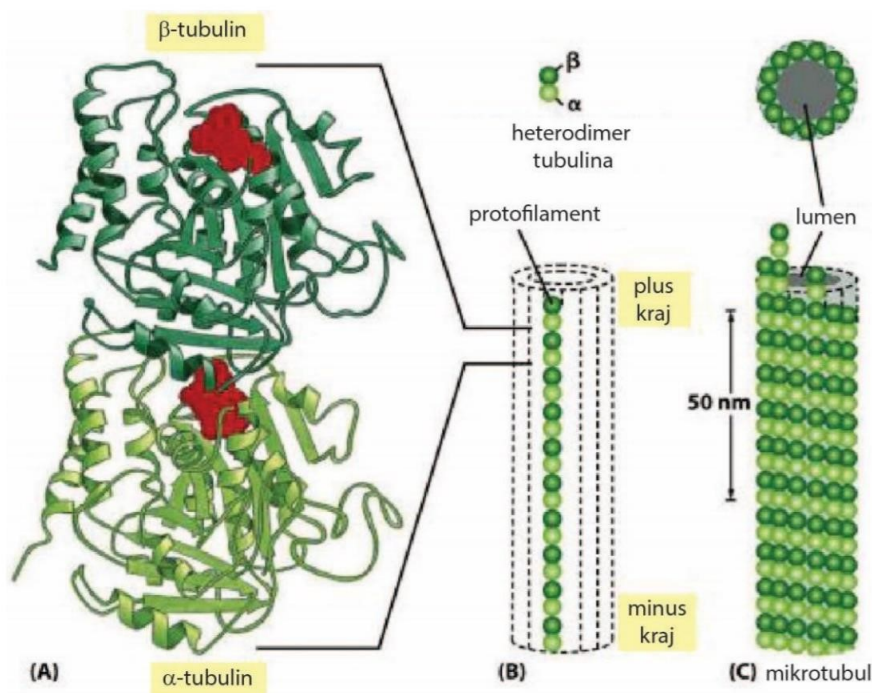 β-tubulin
(A)
α-tubulin
β
α
heterodimer
tubulina
protofilament
plus
kraj
minus
kraj
(B)
lumen
50 nm
(C) mikrotubul